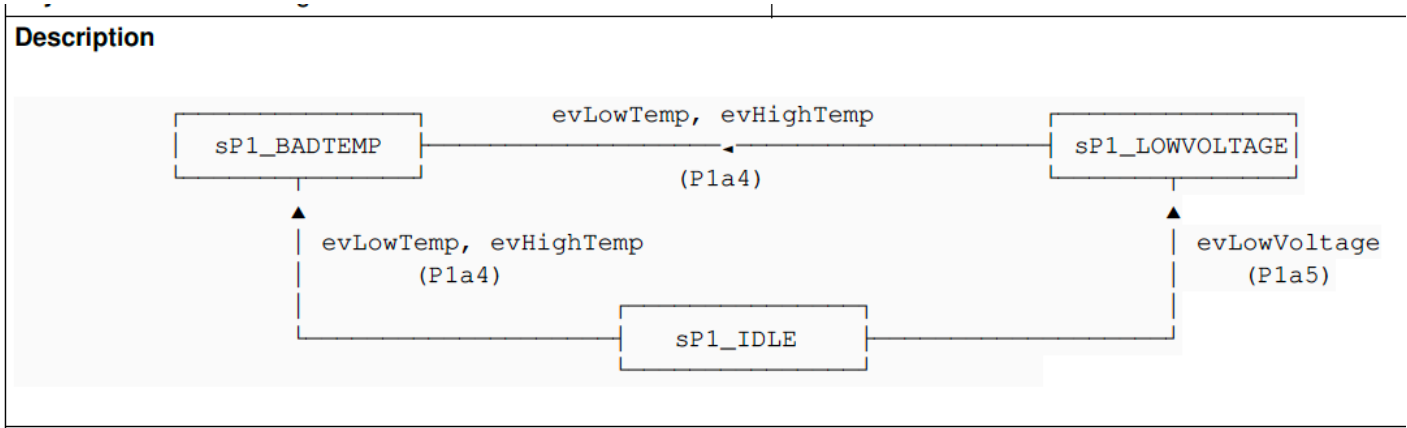 Description
evLowTemp, evHighTemp
sP1_BADTEMP
sP1_LOWVOLTAGE
(P1a4)
evLowTemp, evHighTemp
evLowVoltage
(P1a4)
(P1a5)
sP1_IDLE